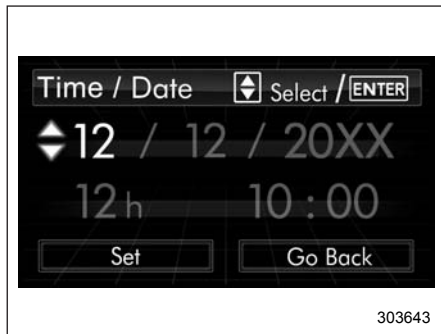 Time / Date Select / ENTER
12 / 12 / 20XX
12h 10 : 00
Set Go Back
303643